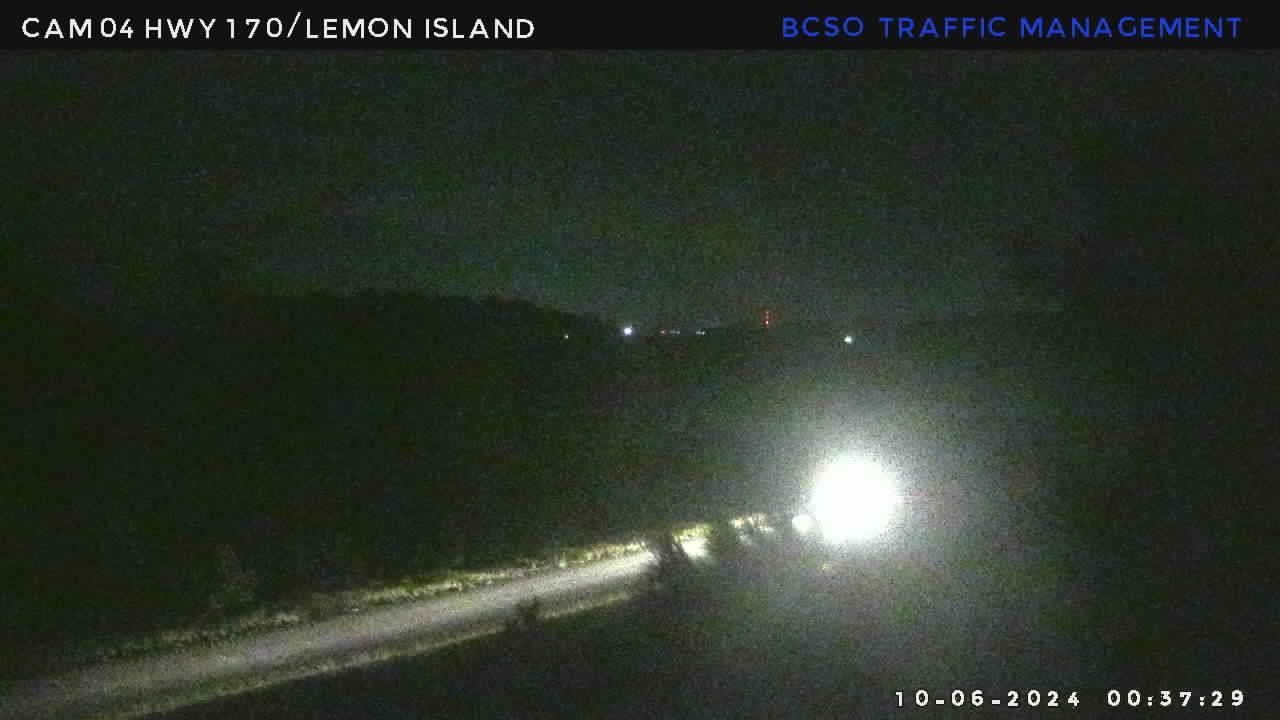 CAM04 HWY 170/LEMON ISLAND
BCSO TRAFFIC MANAGEMENT
10-06-2024 00:37:29